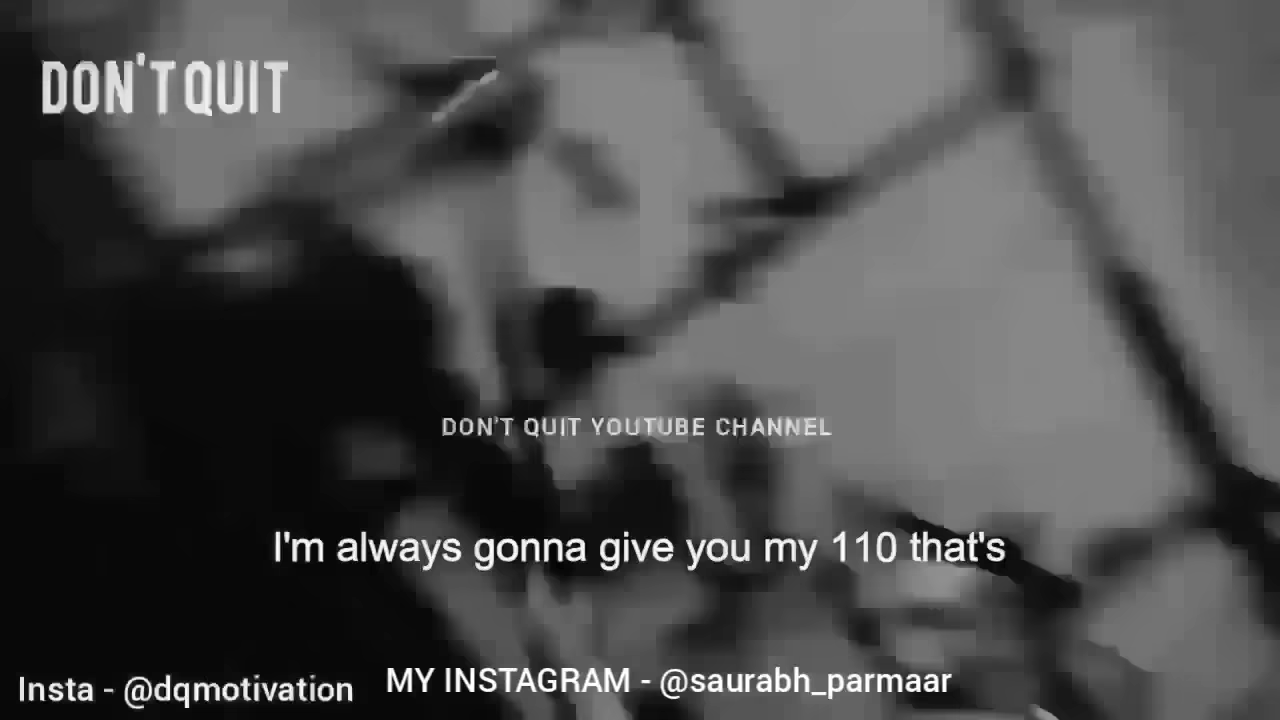 DON'T QUIT
DON'T QUIT YOUTUBE CHANNEL
I'm always gonna give you my 110 that's
Insta - @dqmotivation
MY INSTAGRAM - @saurabh_parmaar